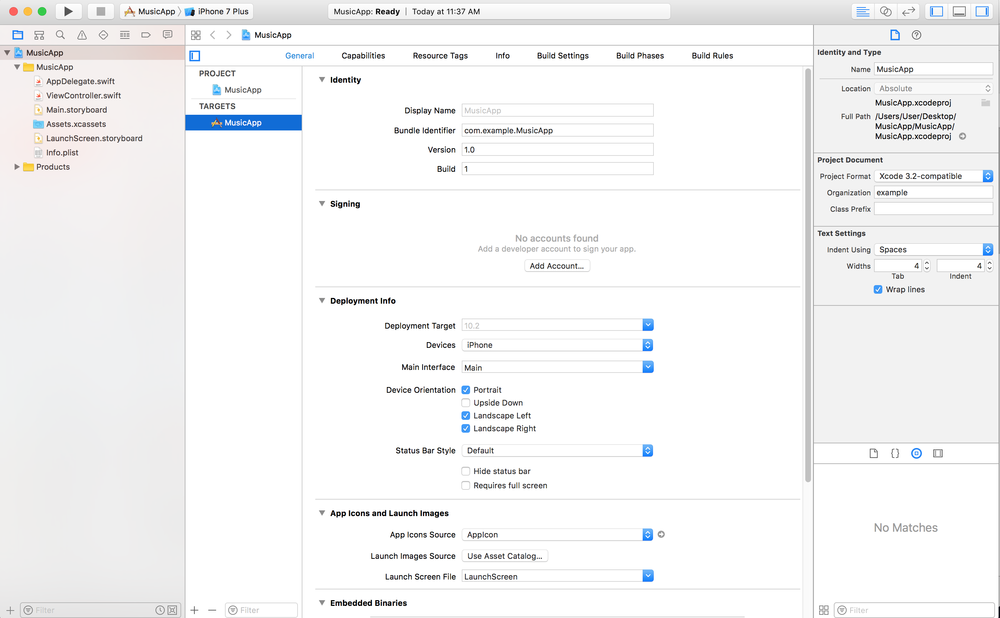 MusicApp iPhone 7 Plus
MusicApp: Ready | Today at 11:37 AM
MusicApp
MusicApp
MusicApp
AppDelegate.swift
ViewController.swift
Main.storyboard
Assets.xcassets
LaunchScreen.storyboard
Info.plist
Products
Filter
General Capabilities Resource Tags Info Build Settings Build Phases Build Rules
PROJECT
MusicApp
TARGETS
MusicApp
Filter
Identity
Display Name MusicApp
Bundle Identifier com.example.MusicApp
Version 1.0
Build 1
Signing
No accounts found
Add a developer account to sign your app.
Add Account...
Deployment Info
Deployment Target 10.2
Devices iPhone
Main Interface Main
Device Orientation Portrait
Upside Down
Landscape Left
Landscape Right
Status Bar Style Default
Hide status bar
Requires full screen
App Icons and Launch Images
App Icons Source AppIcon
Launch Images Source Use Asset Catalog...
Launch Screen File LaunchScreen
Embedded Binaries
Identity and Type
Name MusicApp
Location Absolute
MusicApp.xcodeproj
Full Path /Users/User/Desktop/
MusicApp/MusicApp/
MusicApp.xcodeproj
Project Document
Project Format Xcode 3.2-compatible
Organization example
Class Prefix
Text Settings
Indent Using Spaces
Widths 4 4
Tab Indent
Wrap lines
{}
No Matches
Filter